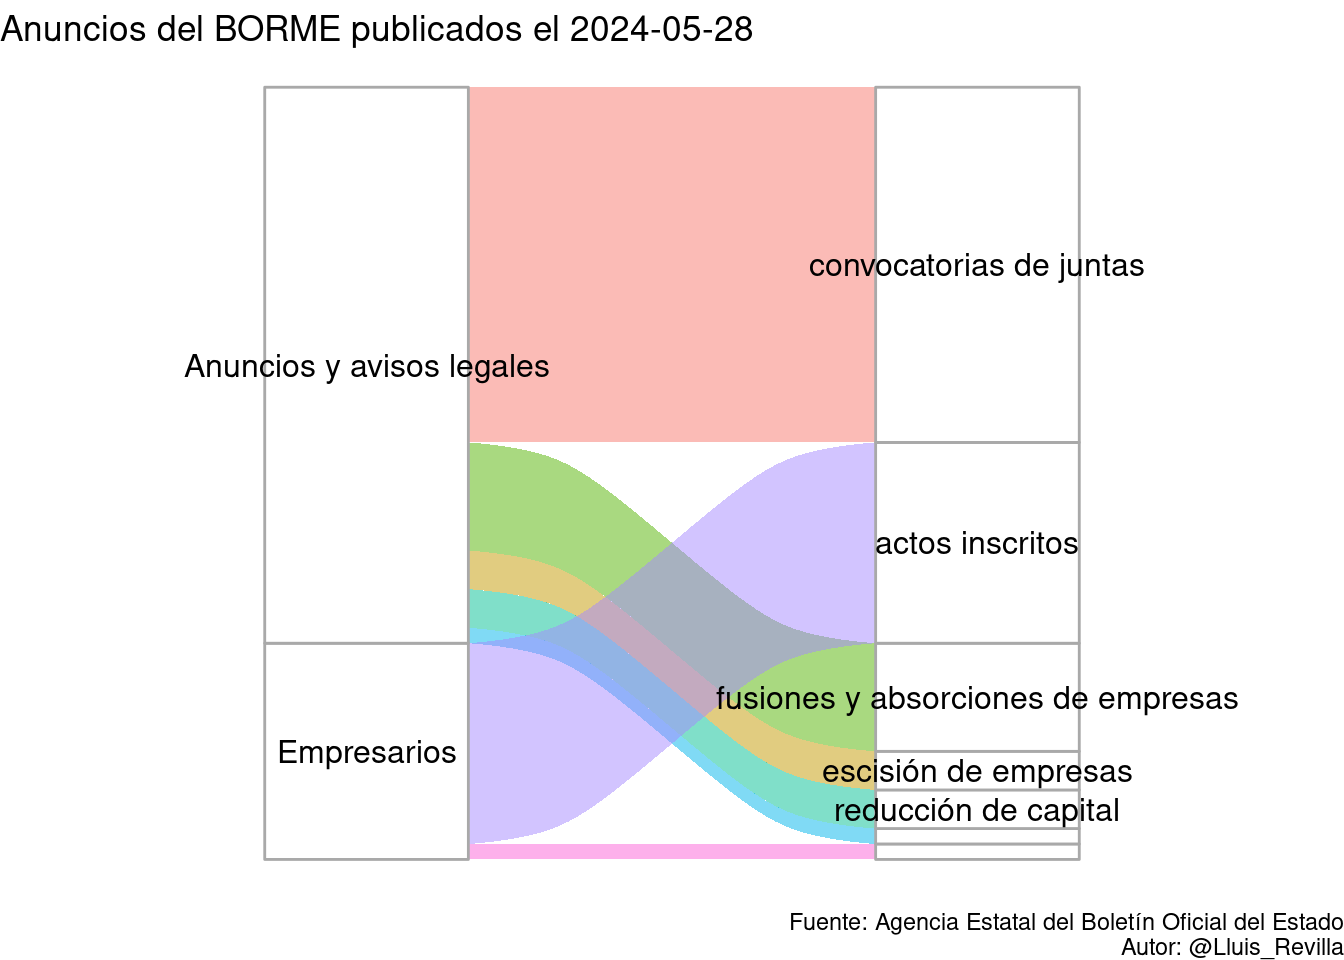 Anuncios del BORME publicados el 2024-05-28
convocatorias de juntas
Anuncios y avisos legales
actos inscritos
fusiones y absorciones de empresas
Empresarios
escisión de empresas
reducción de capital
Fuente: Agencia Estatal del Boletín Oficial del Estado
Autor: @Lluis_Revilla